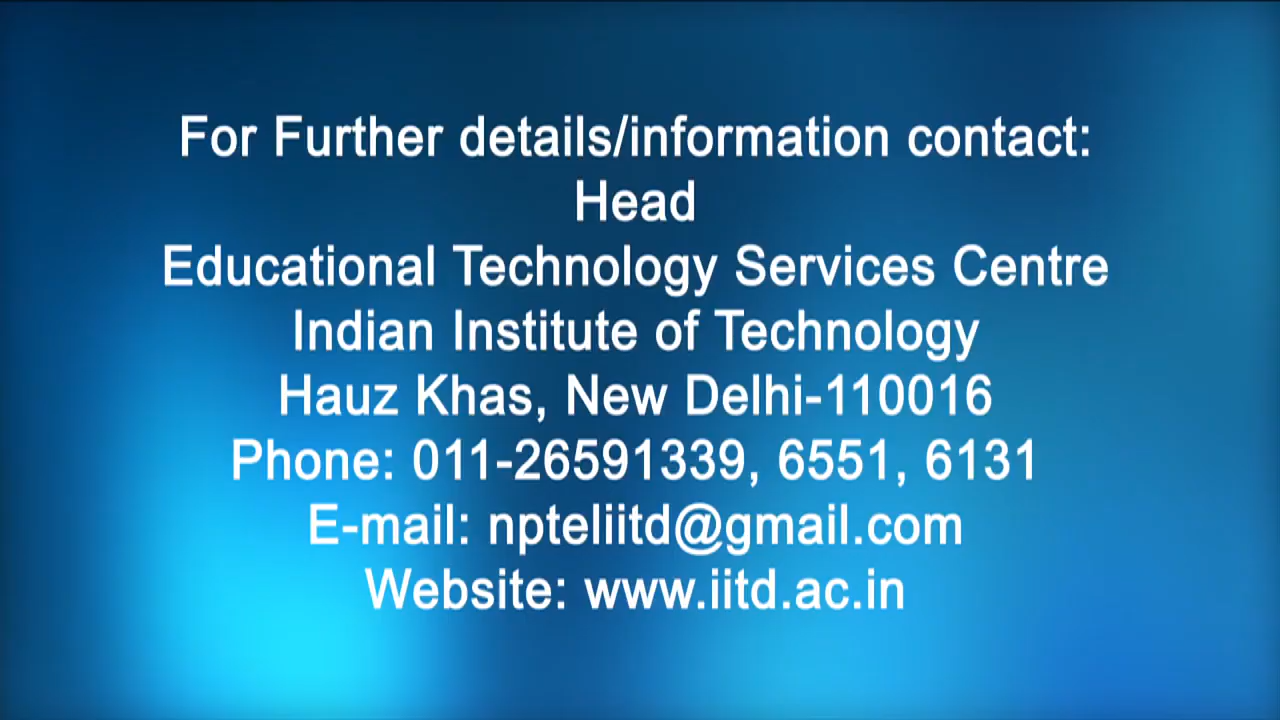 For Further details/information contact:
Head
Educational Technology Services Centre
Indian Institute of Technology
Hauz Khas, New Delhi-110016
Phone: 011-26591339, 6551, 6131
E-mail: npteliitd@gmail.com
Website: www.iitd.ac.in